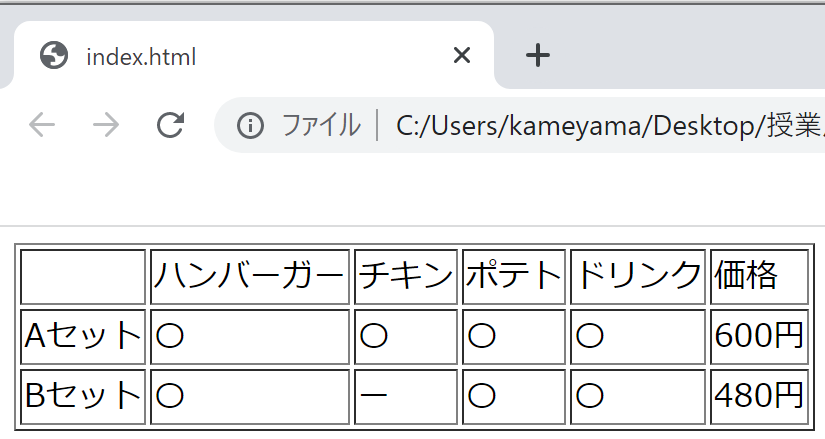 index.html
ファイル C:/Users/kameyama/Desktop/授業
ハンバーガー チキン ポテト ドリンク 価格
Aセット 〇 〇 〇 〇 600円
Bセット 〇 ー 〇 〇 480円